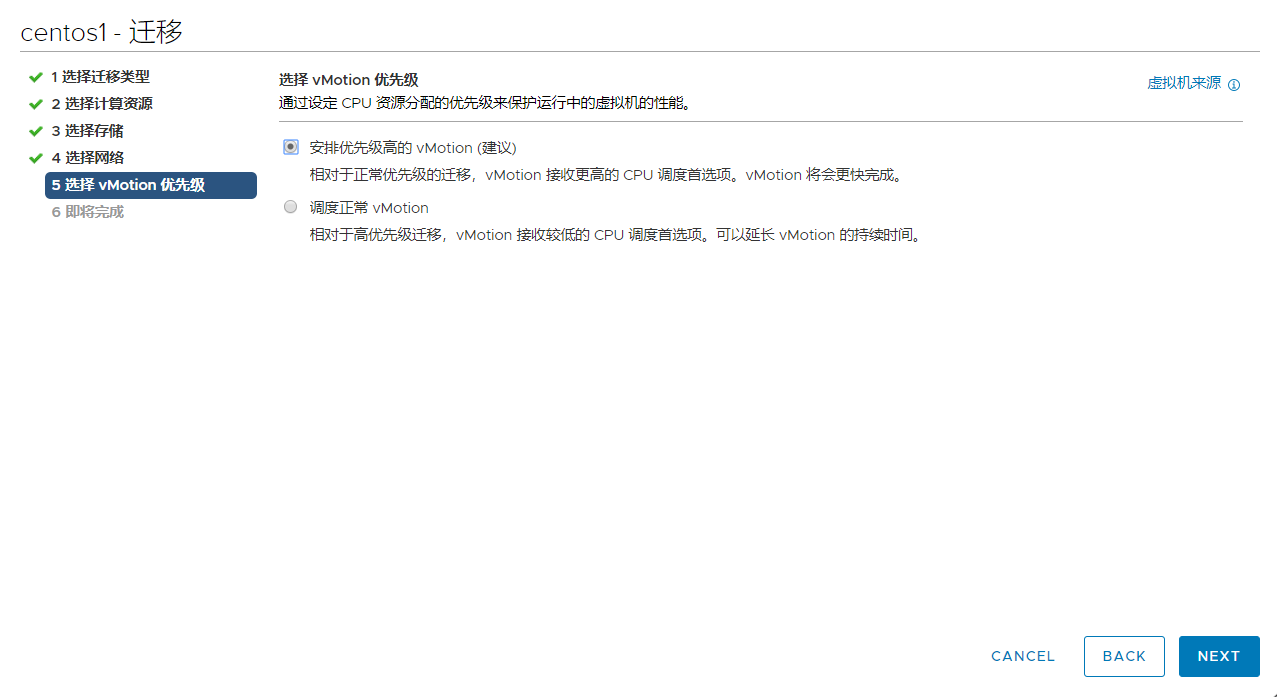 centos1 - 迁移
1 选择迁移类型
2 选择计算资源
3 选择存储
4 选择网络
5 选择 vMotion 优先级
6 即将完成
选择 vMotion 优先级
虚拟机来源
通过设定 CPU 资源分配的优先级来保护运行中的虚拟机的性能。
安排优先级高的 vMotion (建议)
相对于正常优先级的迁移，vMotion 接收更高的 CPU 调度首选项。vMotion 将会更快完成。
调度正常 vMotion
相对于高优先级迁移，vMotion 接收较低的 CPU 调度首选项。可以延长 vMotion 的持续时间。
CANCEL
BACK
NEXT